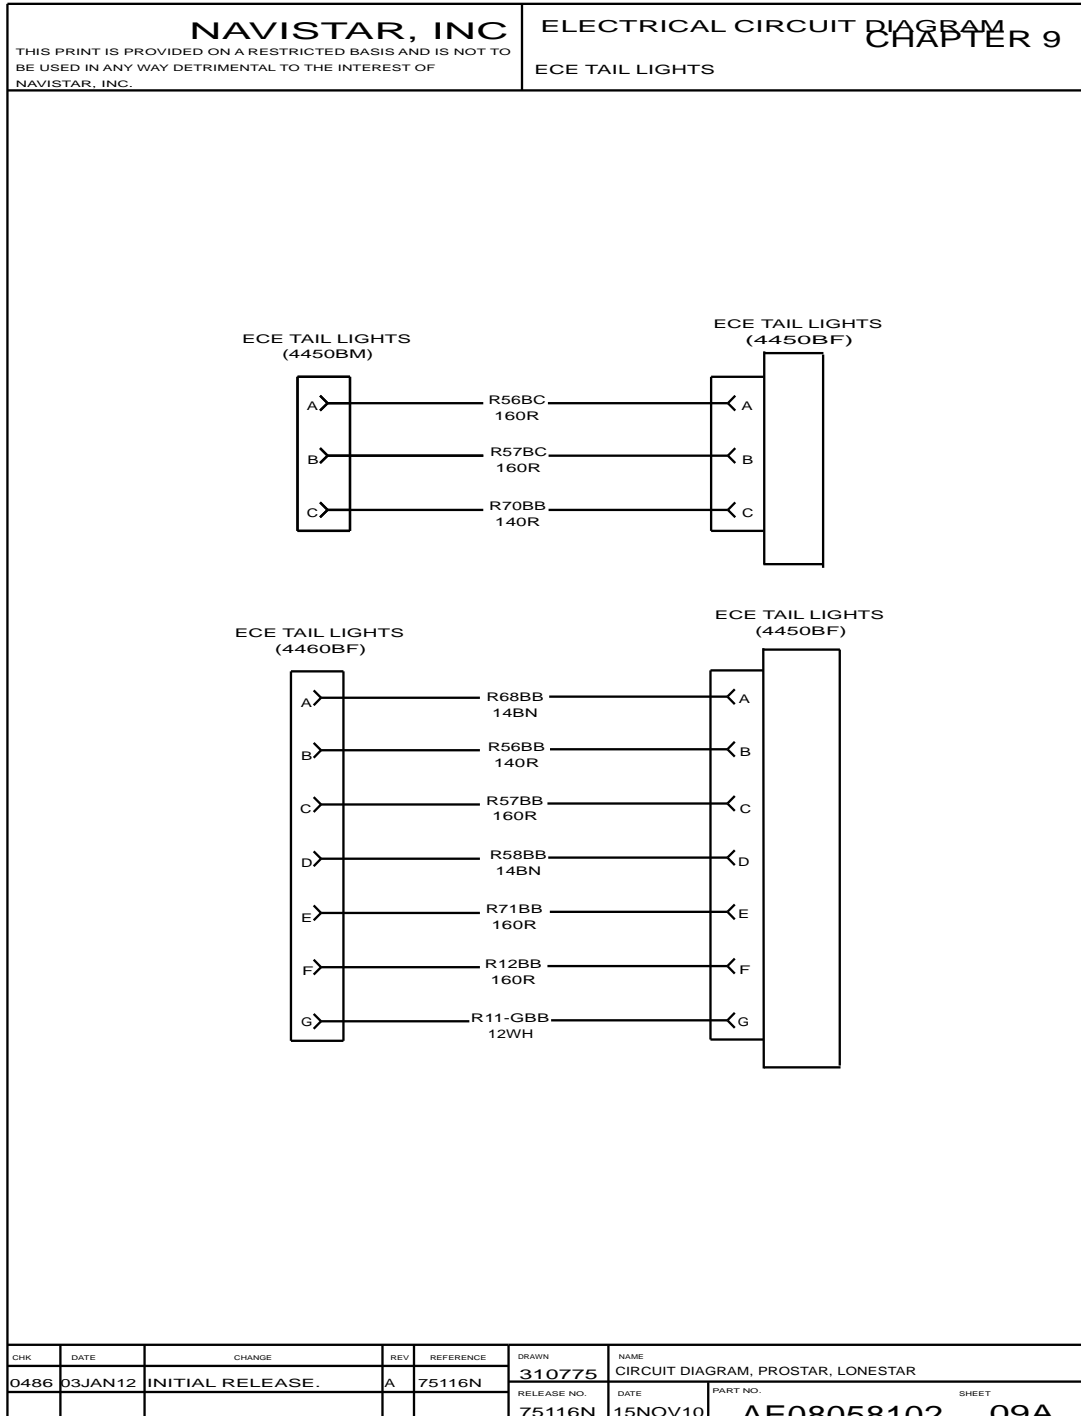 NAVISTAR, INC
THIS PRINT IS PROVIDED ON A RESTRICTED BASIS AND IS NOT TO
BE USED IN ANY WAY DETRIMENTAL TO THE INTEREST OF
NAVISTAR, INC.
ELECTRICAL CIRCUIT DIAGRAM
CHAPTER 9
ECE TAIL LIGHTS
ECE TAIL LIGHTS
(4450BM)
ECE TAIL LIGHTS
(4450BF)
A R56BC A
160R
B R57BC B
160R
C R70BB C
140R
ECE TAIL LIGHTS
(4460BF)
ECE TAIL LIGHTS
(4450BF)
A R68BB A
14BN
B R56BB B
140R
C R57BB C
160R
D R58BB D
14BN
E R71BB E
160R
F R12BB F
160R
G R11-GBB G
12WH
CHK DATE CHANGE REV REFERENCE
0486 03JAN12 INITIAL RELEASE. A 75116N
DRAWN
310775
NAME
CIRCUIT DIAGRAM, PROSTAR, LONESTAR
RELEASE NO.
75116N
DATE
15NOV10
PART NO.
AE08058102
SHEET
09A